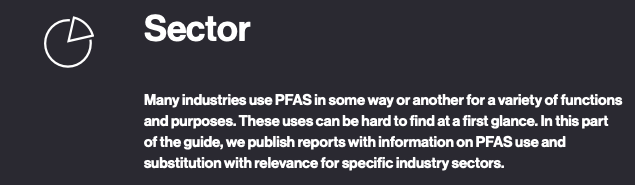 Sector
Many industries use PFAS in some way or another for a variety of functions
and purposes. These uses can be hard to find at a first glance. In this part
of the guide, we publish reports with information on PFAS use and
substitution with relevance for specific industry sectors.